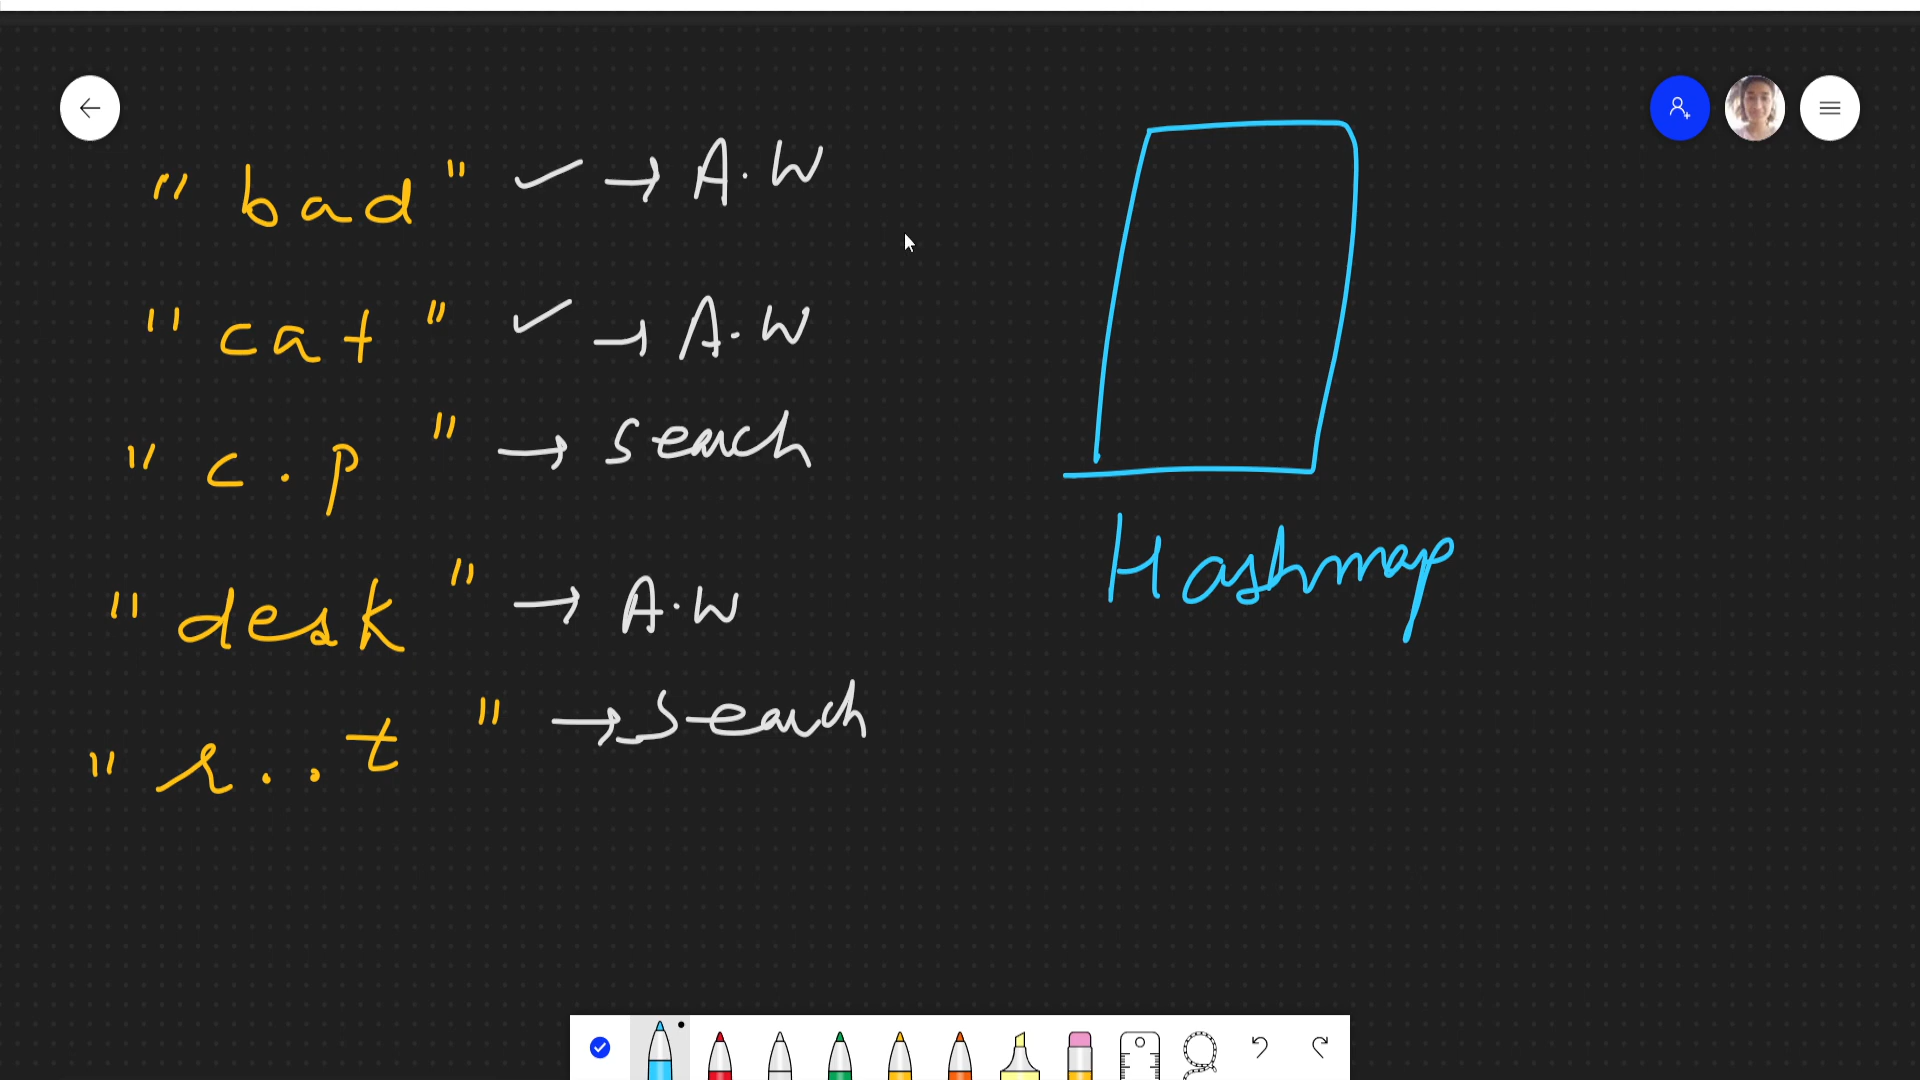 "bad" ✓ → A.W
"cat" ✓ → A.W
"c.p" → search
"desk" → A.W
"r..t" → search
Hashmap